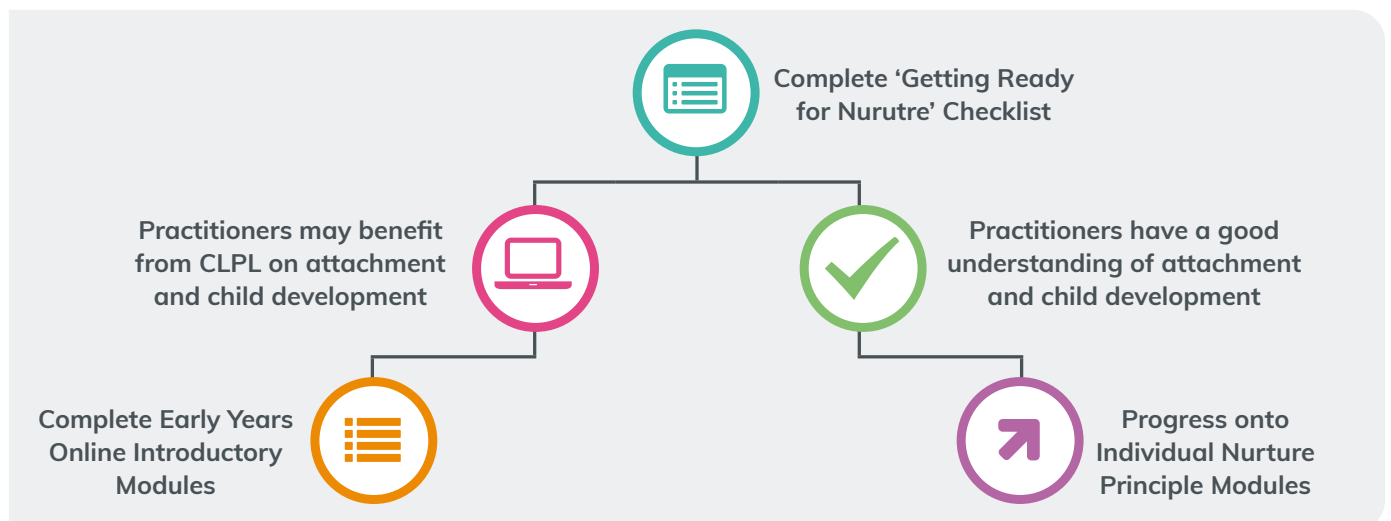 Complete ‘Getting Ready
for Nurutre’ Checklist
Practitioners may benefit
from CLPL on attachment
and child development
Practitioners have a good
understanding of attachment
and child development
Complete Early Years
Online Introductory
Modules
Progress onto
Individual Nurture
Principle Modules